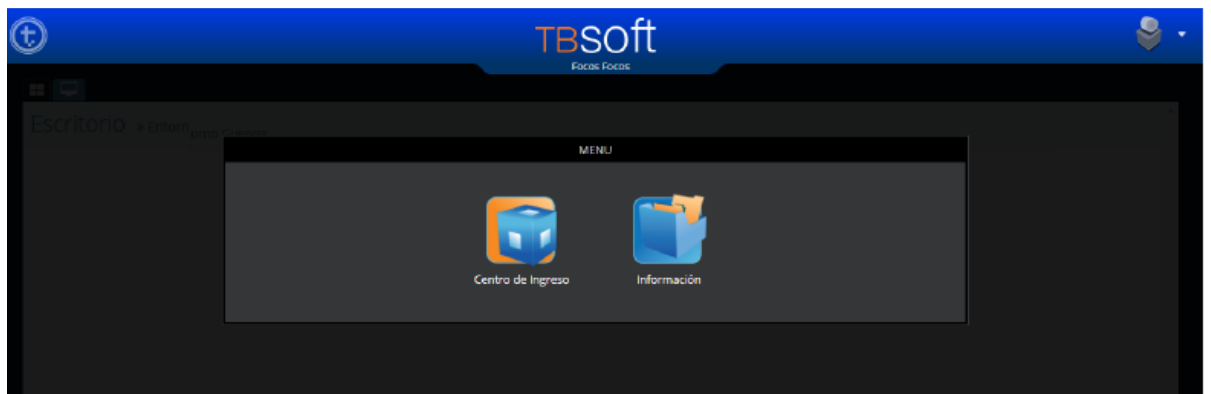 TBSoft
Focos Focos
Escritorio
MENU
Centro de Ingreso
Información